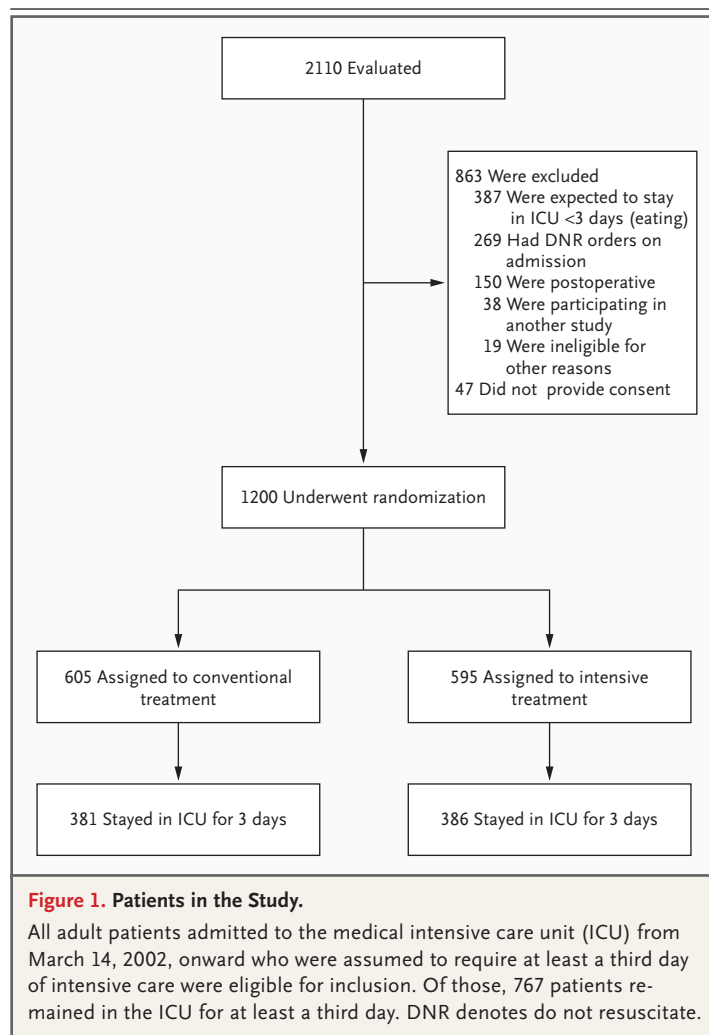 2110 Evaluated
863 Were excluded
387 Were expected to stay
in ICU <3 days (eating)
269 Had DNR orders on
admission
150 Were postoperative
38 Were participating in
another study
19 Were ineligible for
other reasons
47 Did not provide consent
1200 Underwent randomization
605 Assigned to conventional
treatment
595 Assigned to intensive
treatment
381 Stayed in ICU for 3 days
386 Stayed in ICU for 3 days
Figure 1. Patients in the Study.
All adult patients admitted to the medical intensive care unit (ICU) from
March 14, 2002, onward who were assumed to require at least a third day
of intensive care were eligible for inclusion. Of those, 767 patients re-
mained in the ICU for at least a third day. DNR denotes do not resuscitate.